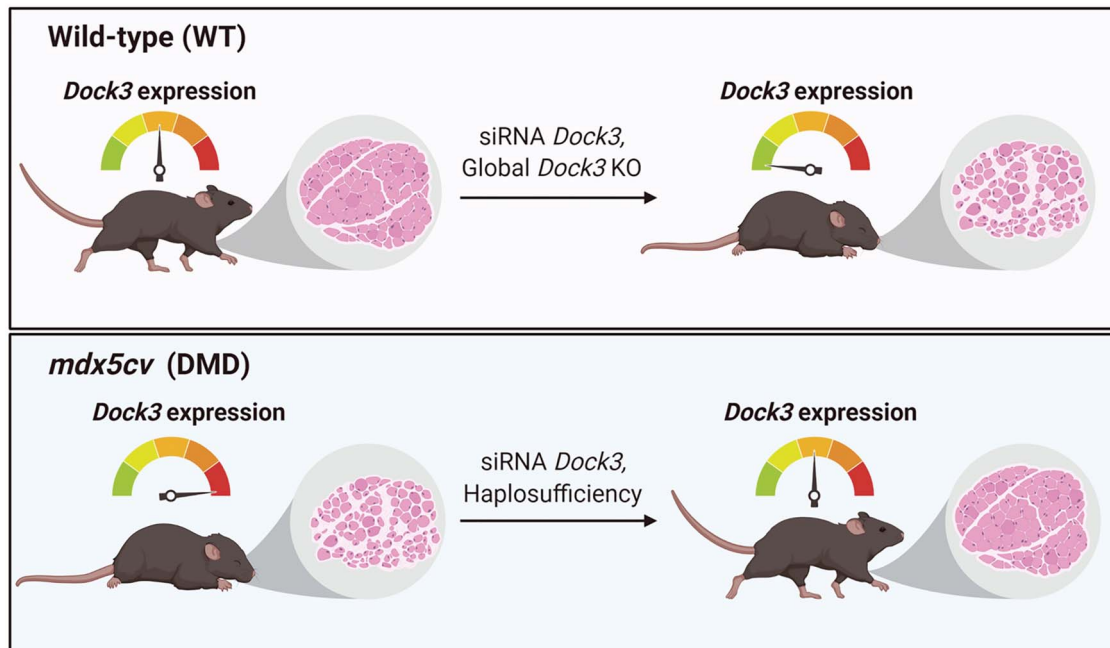 Wild-type (WT)
Dock3 expression
siRNA Dock3,
Global Dock3 KO
Dock3 expression
mdx5cv (DMD)
Dock3 expression
siRNA Dock3,
Haplosufficiency
Dock3 expression